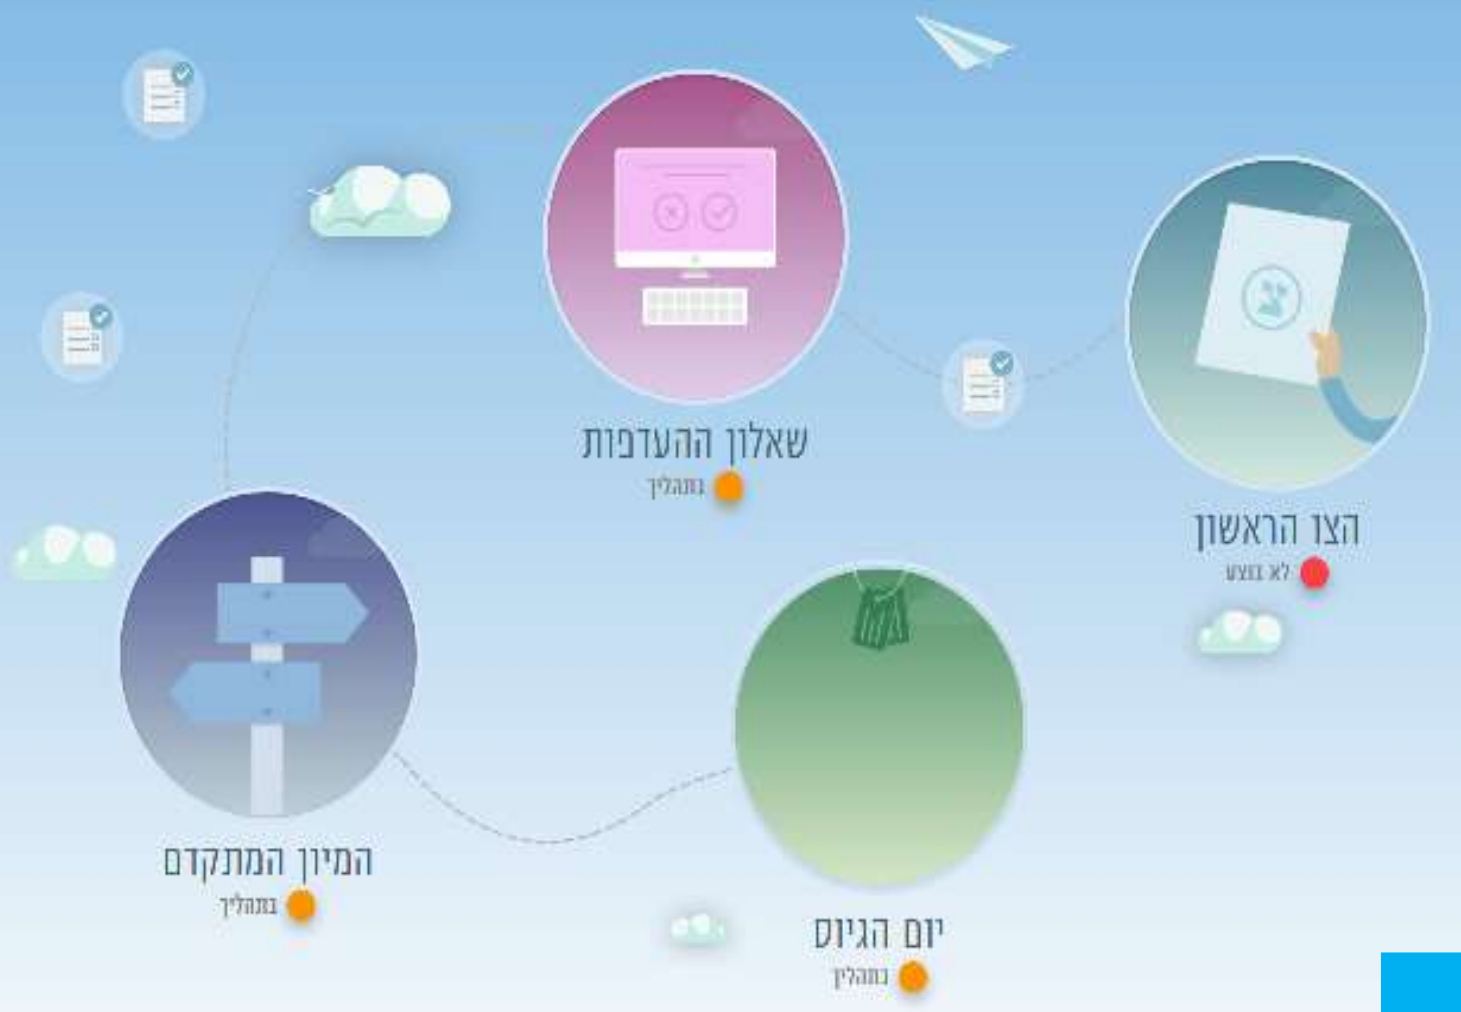 הצו הראשון
לא בוצע
שאלון ההעדפות
בתהליך
המיון המתקדם
בתהליך
יום הגיוס
בתהליך